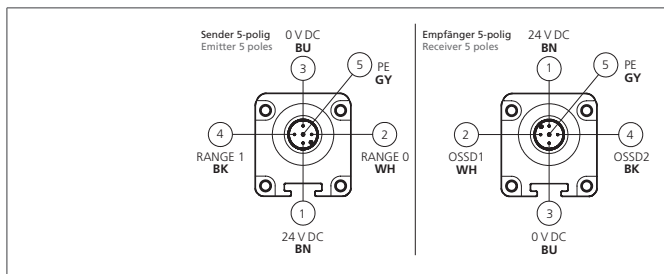 Sender 5-polig
Emitter 5 poles
0 V DC
BU
3
5
PE
GY
4
RANGE 1
BK
2
RANGE 0
WH
1
24 V DC
BN
Empfänger 5-polig
Receiver 5 poles
24 V DC
BN
1
5
PE
GY
2
OSSD1
WH
4
OSSD2
BK
3
0 V DC
BU